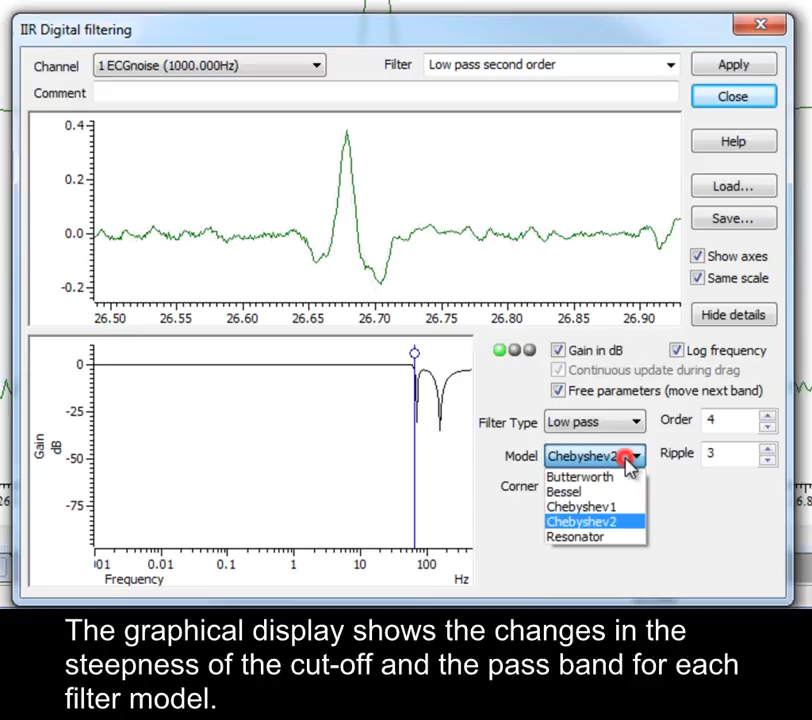 IIR Digital filtering
Channel 1 ECGnoise (1000.000Hz) Filter Low pass second order Apply
Comment
Close
Help
Load...
Save...
Show axes
Same scale
Hide details
0.4
0.2
0.0
-0.2
26.50 26.55 26.60 26.65 26.70 26.75 26.80 26.85 26.90
Gain in dB Log frequency
Continuous update during drag
Free parameters (move next band)
Filter Type Low pass Order 4
Model Chebyshev2 Ripple 3
Butterworth
Bessel
Chebyshev1
Chebyshev2
Resonator
Corner
0
-25
-50
-75
Gain
dB
001 0.01 0.1 1 10 100
Frequency Hz
The graphical display shows the changes in the
steepness of the cut-off and the pass band for each
filter model.